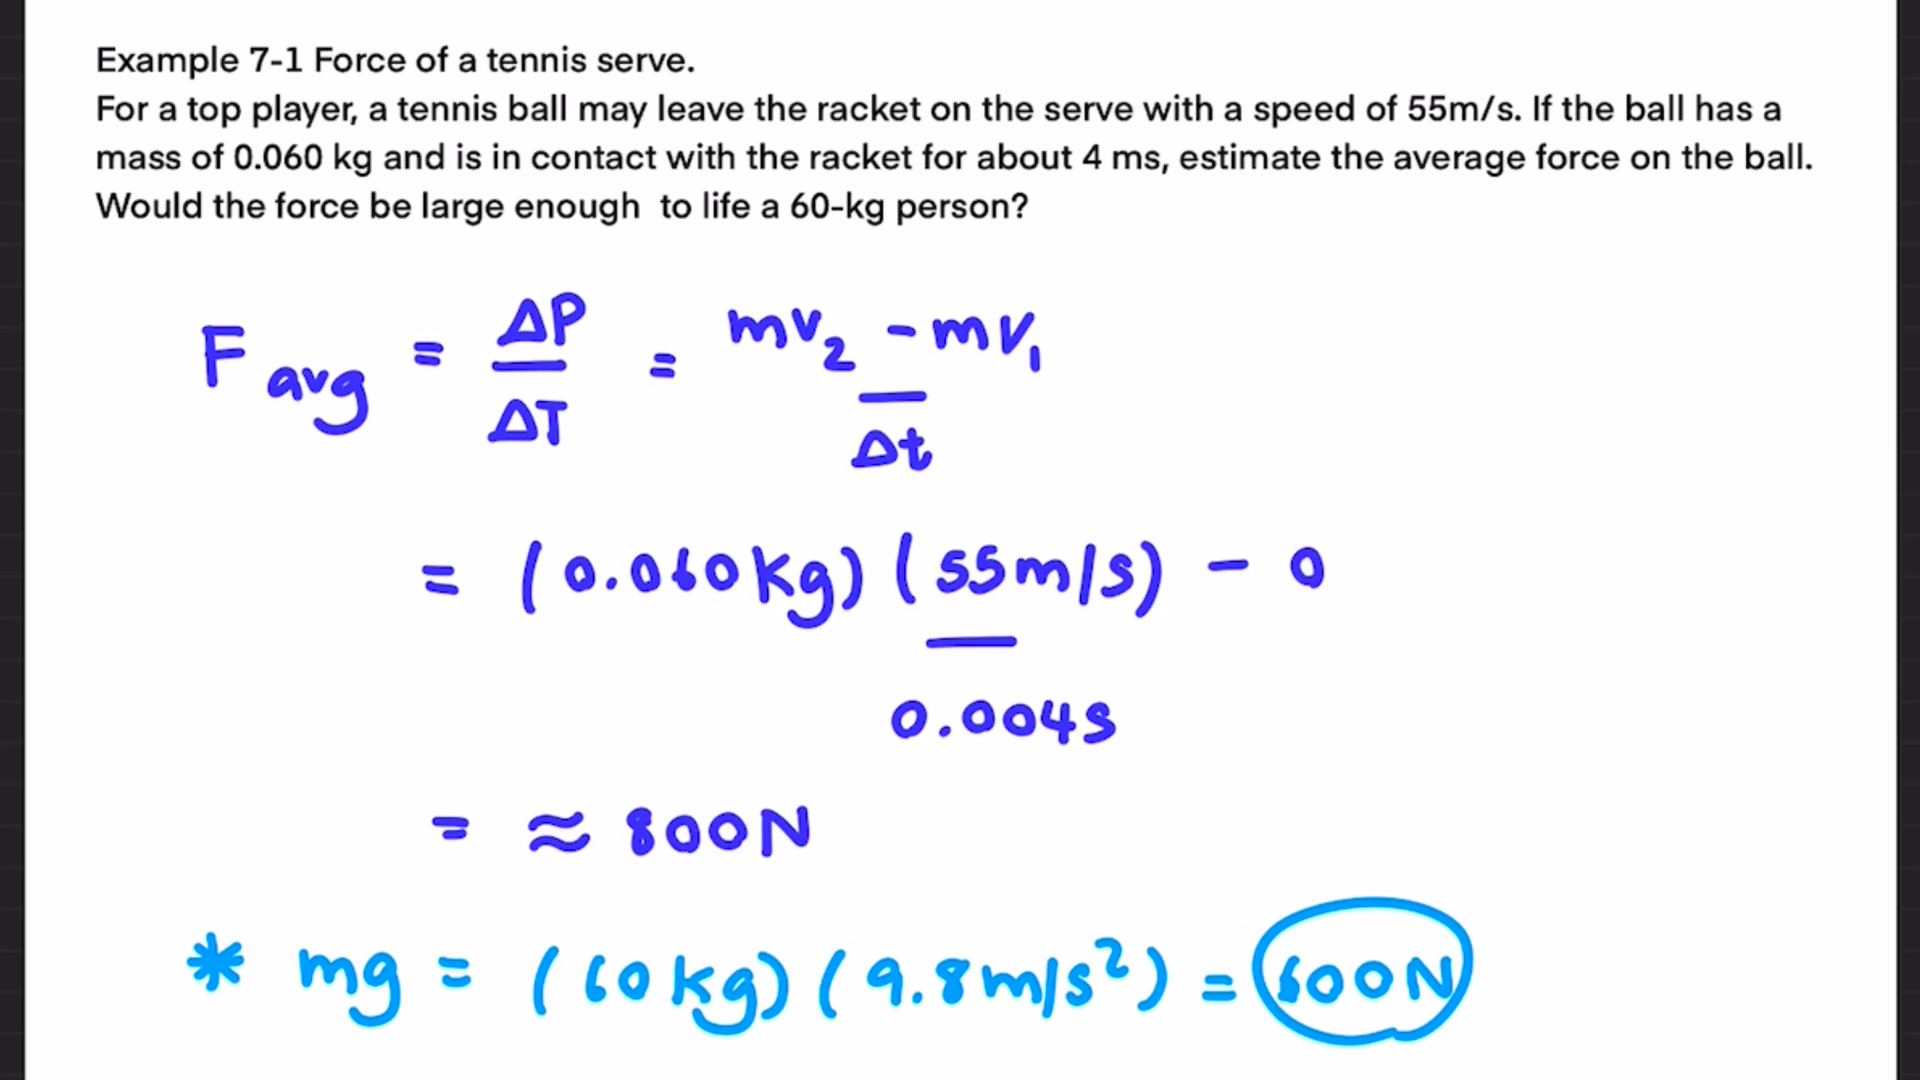 Example 7-1 Force of a tennis serve.
For a top player, a tennis ball may leave the racket on the serve with a speed of 55m/s. If the ball has a
mass of 0.060 kg and is in contact with the racket for about 4 ms, estimate the average force on the ball.
Would the force be large enough to life a 60-kg person?
F avg = ΔP/ΔT = mv₂ - mv₁/Δt
= (0.060kg) (55m/s) - 0
0.004s
= ≈ 800N
* mg = (60kg) (9.8m/s²) = 600N